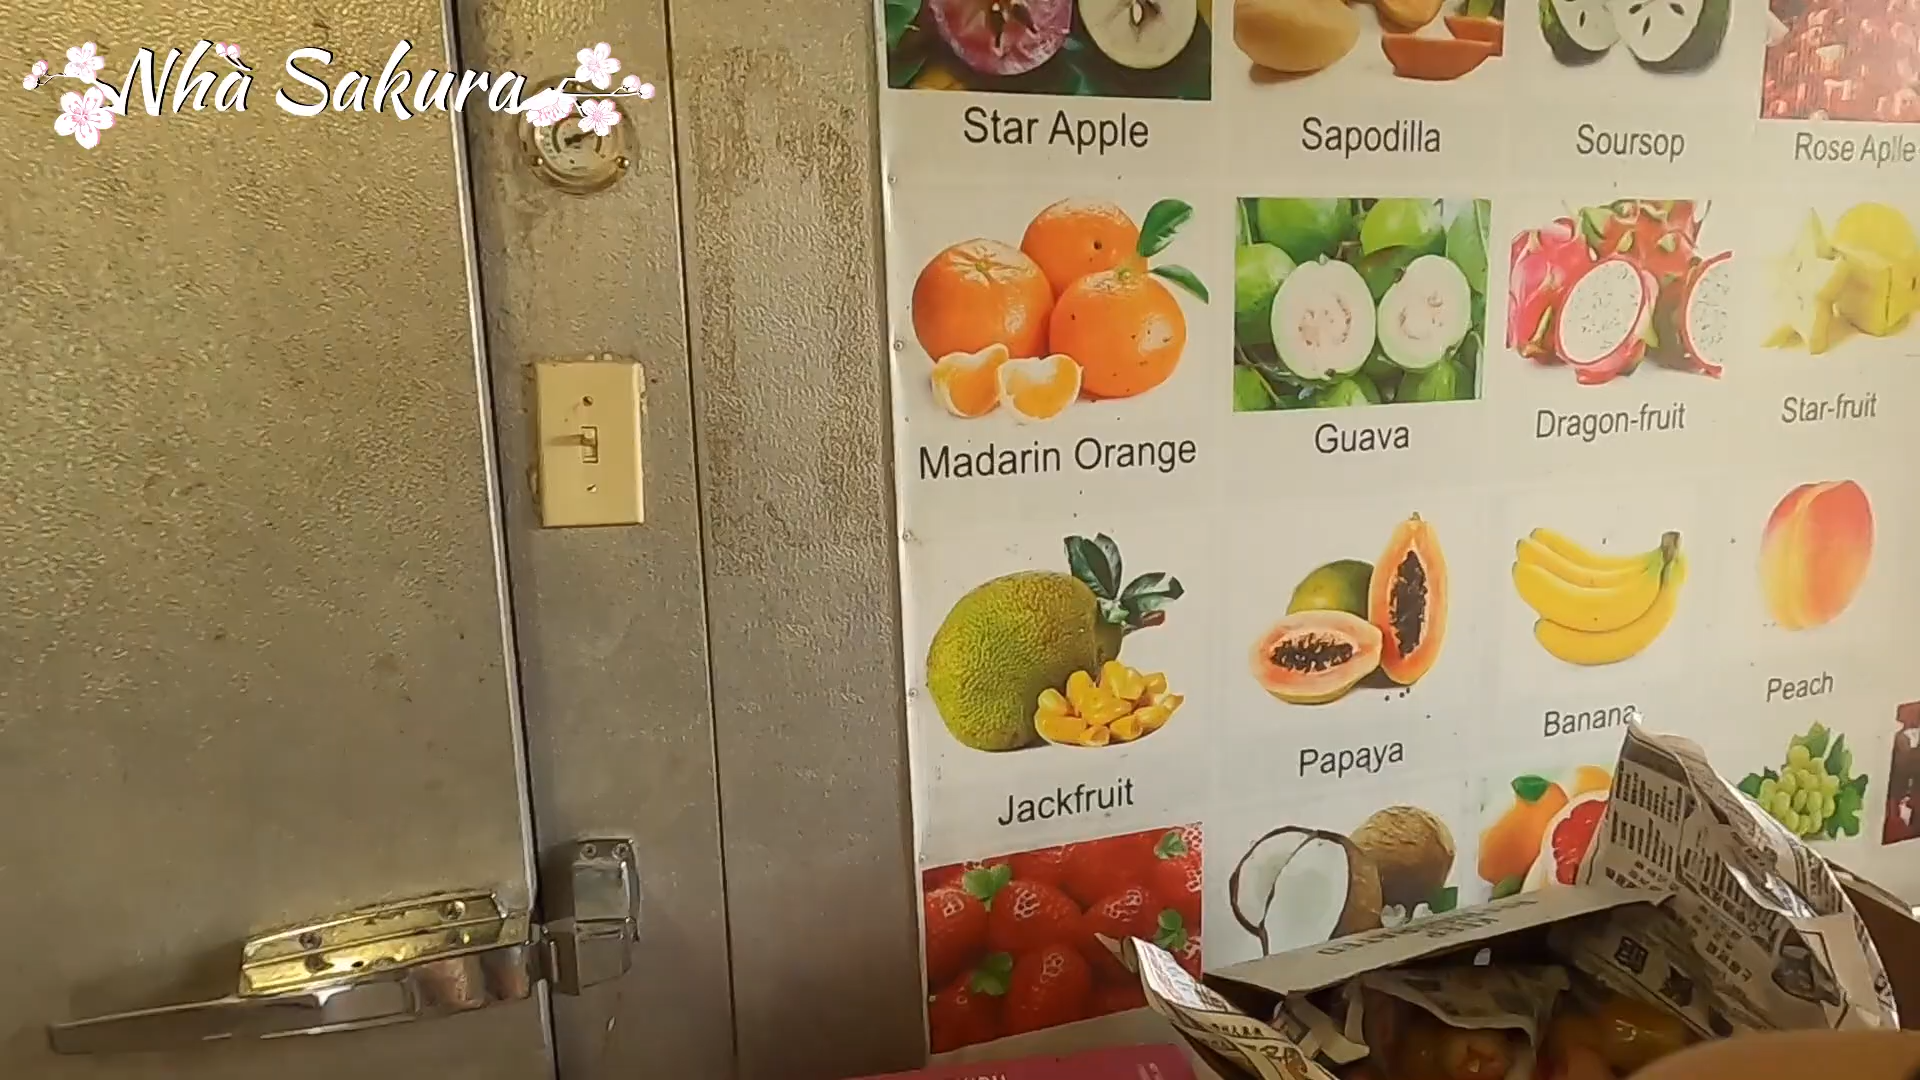 Nhà Sakura
Star Apple
Sapodilla
Soursop
Rose Aplle
Madarin Orange
Guava
Dragon-fruit
Star-fruit
Jackfruit
Papaya
Banana
Peach